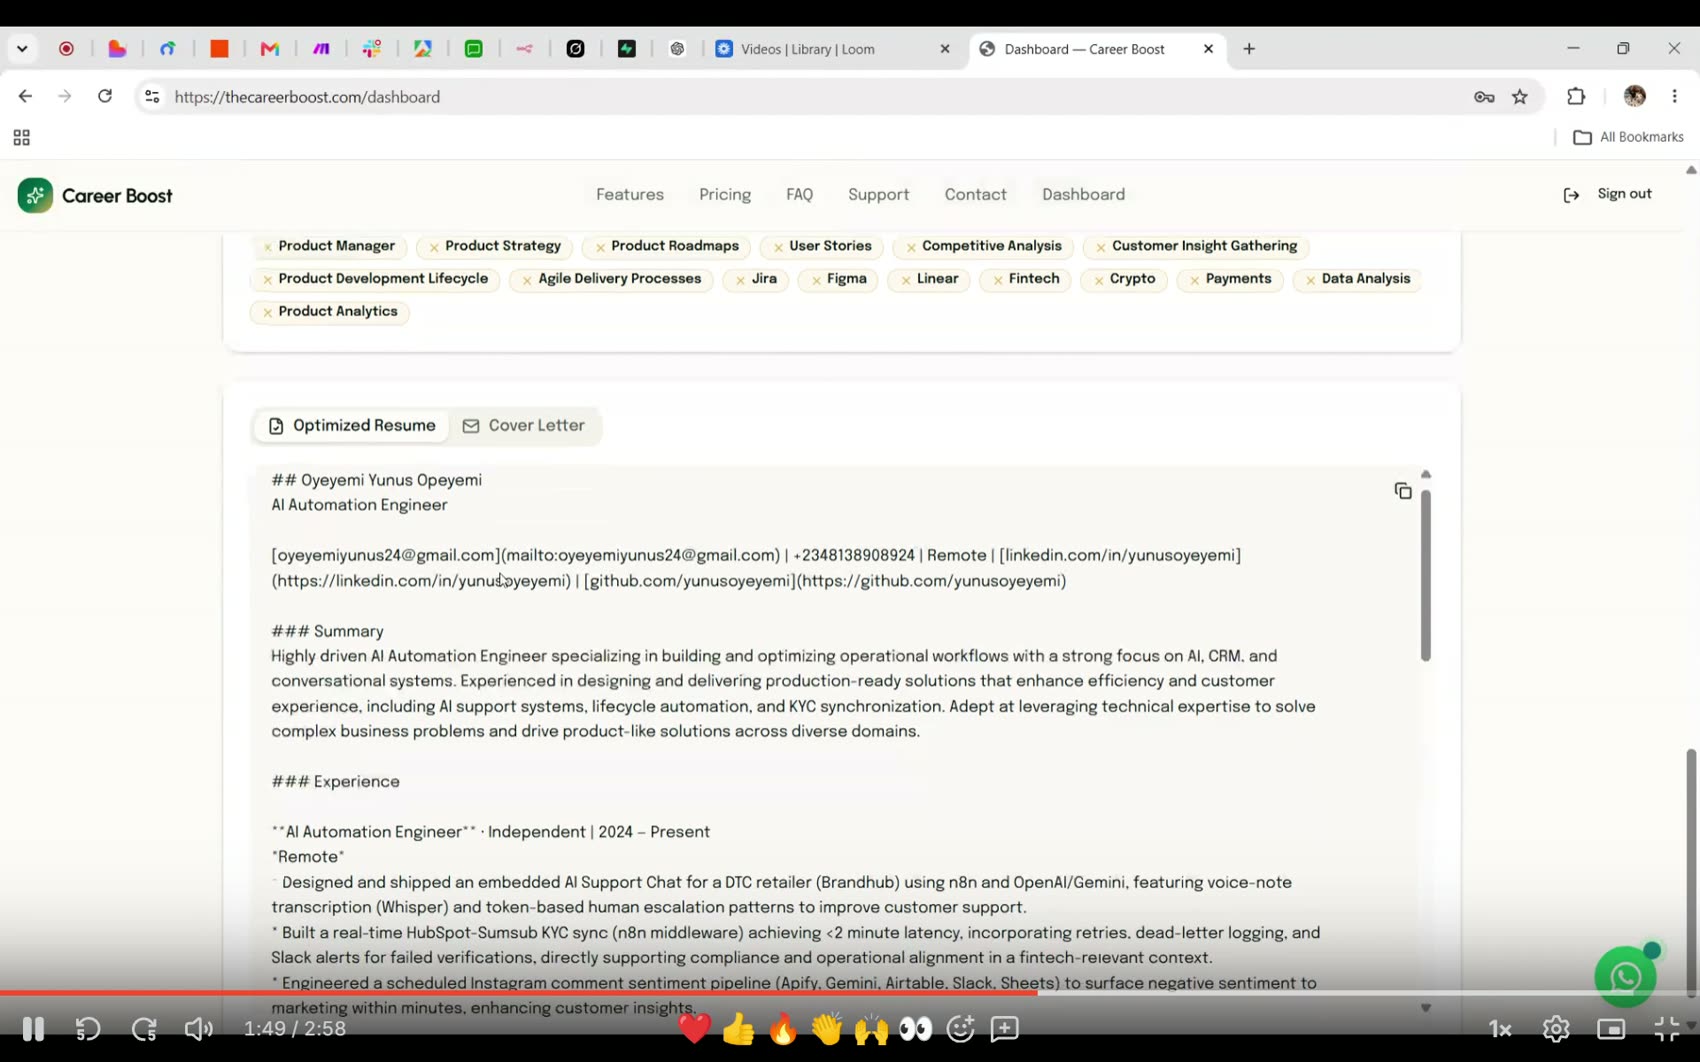 Videos | Library | Loom
Dashboard — Career Boost
https://thecareerboost.com/dashboard
All Bookmarks
Career Boost
Features
Pricing
FAQ
Support
Contact
Dashboard
Sign out
Product Manager
Product Strategy
Product Roadmaps
User Stories
Competitive Analysis
Customer Insight Gathering
Product Development Lifecycle
Agile Delivery Processes
Jira
Figma
Linear
Fintech
Crypto
Payments
Data Analysis
Product Analytics
Optimized Resume
Cover Letter
## Oyeyemi Yunus Opeyemi
AI Automation Engineer
[oyeyemiyunus24@gmail.com](mailto:oyeyemiyunus24@gmail.com) | +2348138908924 | Remote | [linkedin.com/in/yunusoyeyemi]
(https://linkedin.com/in/yunusoyeyemi) | [github.com/yunusoyeyemi](https://github.com/yunusoyeyemi)
### Summary
Highly driven AI Automation Engineer specializing in building and optimizing operational workflows with a strong focus on AI, CRM, and
conversational systems. Experienced in designing and delivering production-ready solutions that enhance efficiency and customer
experience, including AI support systems, lifecycle automation, and KYC synchronization. Adept at leveraging technical expertise to solve
complex business problems and drive product-like solutions across diverse domains.
### Experience
**AI Automation Engineer** · Independent | 2024 – Present
*Remote*
* Designed and shipped an embedded AI Support Chat for a DTC retailer (Brandhub) using n8n and OpenAI/Gemini, featuring voice-note
transcription (Whisper) and token-based human escalation patterns to improve customer support.
* Built a real-time HubSpot-Sumsub KYC sync (n8n middleware) achieving <2 minute latency, incorporating retries, dead-letter logging, and
Slack alerts for failed verifications, directly supporting compliance and operational alignment in a fintech-relevant context.
* Engineered a scheduled Instagram comment sentiment pipeline (Apify, Gemini, Airtable, Slack, Sheets) to surface negative sentiment to
marketing within minutes, enhancing customer insights.
1:49 / 2:58
1x